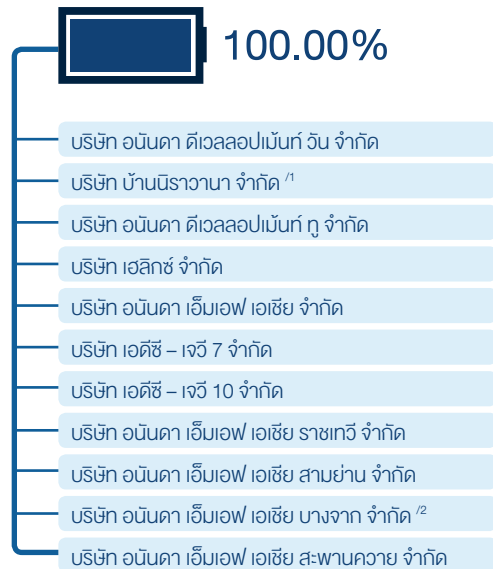 100.00%
บริษัท อนันดา ดีเวลลอปเม้นท์ วัน จำกัด
บริษัท บ้านนิราวานา จำกัด /1
บริษัท อนันดา ดีเวลลอปเม้นท์ ทู จำกัด
บริษัท เฮลิกซ์ จำกัด
บริษัท อนันดา เอ็มเอฟ เอเชีย จำกัด
บริษัท เอดีซี – เจวี 7 จำกัด
บริษัท เอดีซี – เจวี 10 จำกัด
บริษัท อนันดา เอ็มเอฟ เอเชีย ราชเทวี จำกัด
บริษัท อนันดา เอ็มเอฟ เอเชีย สามย่าน จำกัด
บริษัท อนันดา เอ็มเอฟ เอเชีย บางจาก จำกัด /2
บริษัท อนันดา เอ็มเอฟ เอเชีย สะพานควาย จำกัด